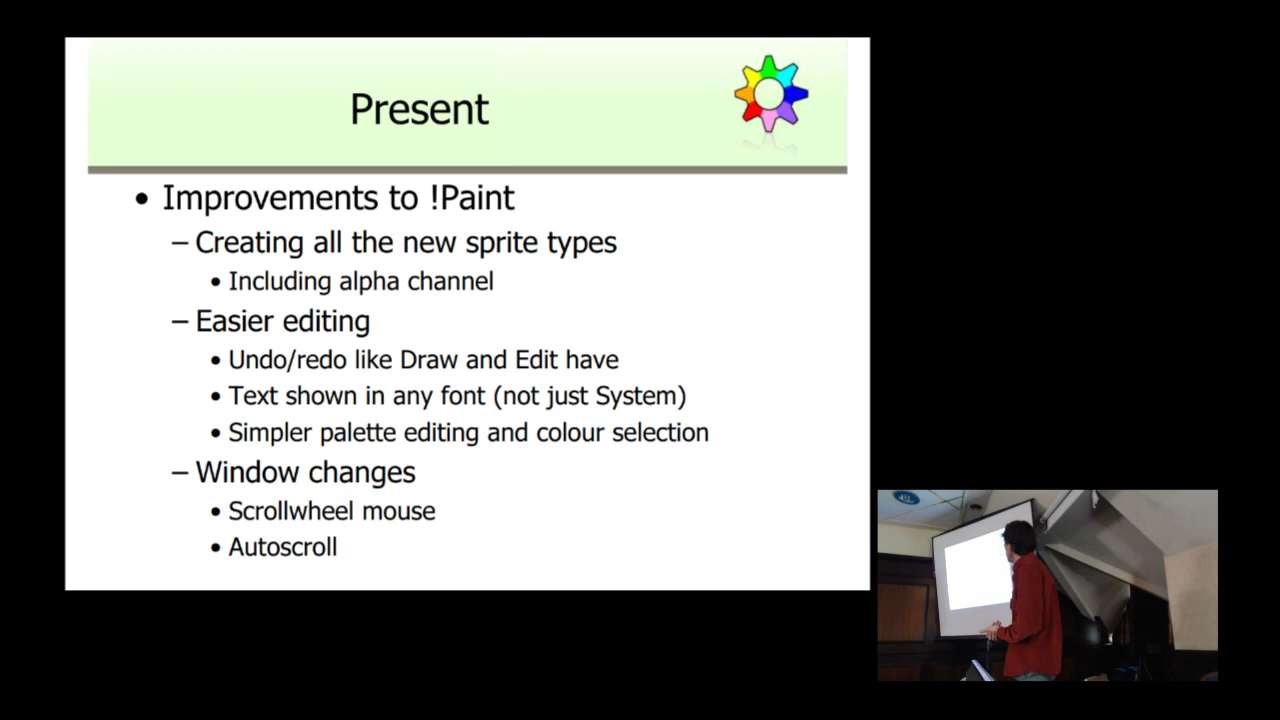 Present
• Improvements to !Paint
– Creating all the new sprite types
• Including alpha channel
– Easier editing
• Undo/redo like Draw and Edit have
• Text shown in any font (not just System)
• Simpler palette editing and colour selection
– Window changes
• Scrollwheel mouse
• Autoscroll